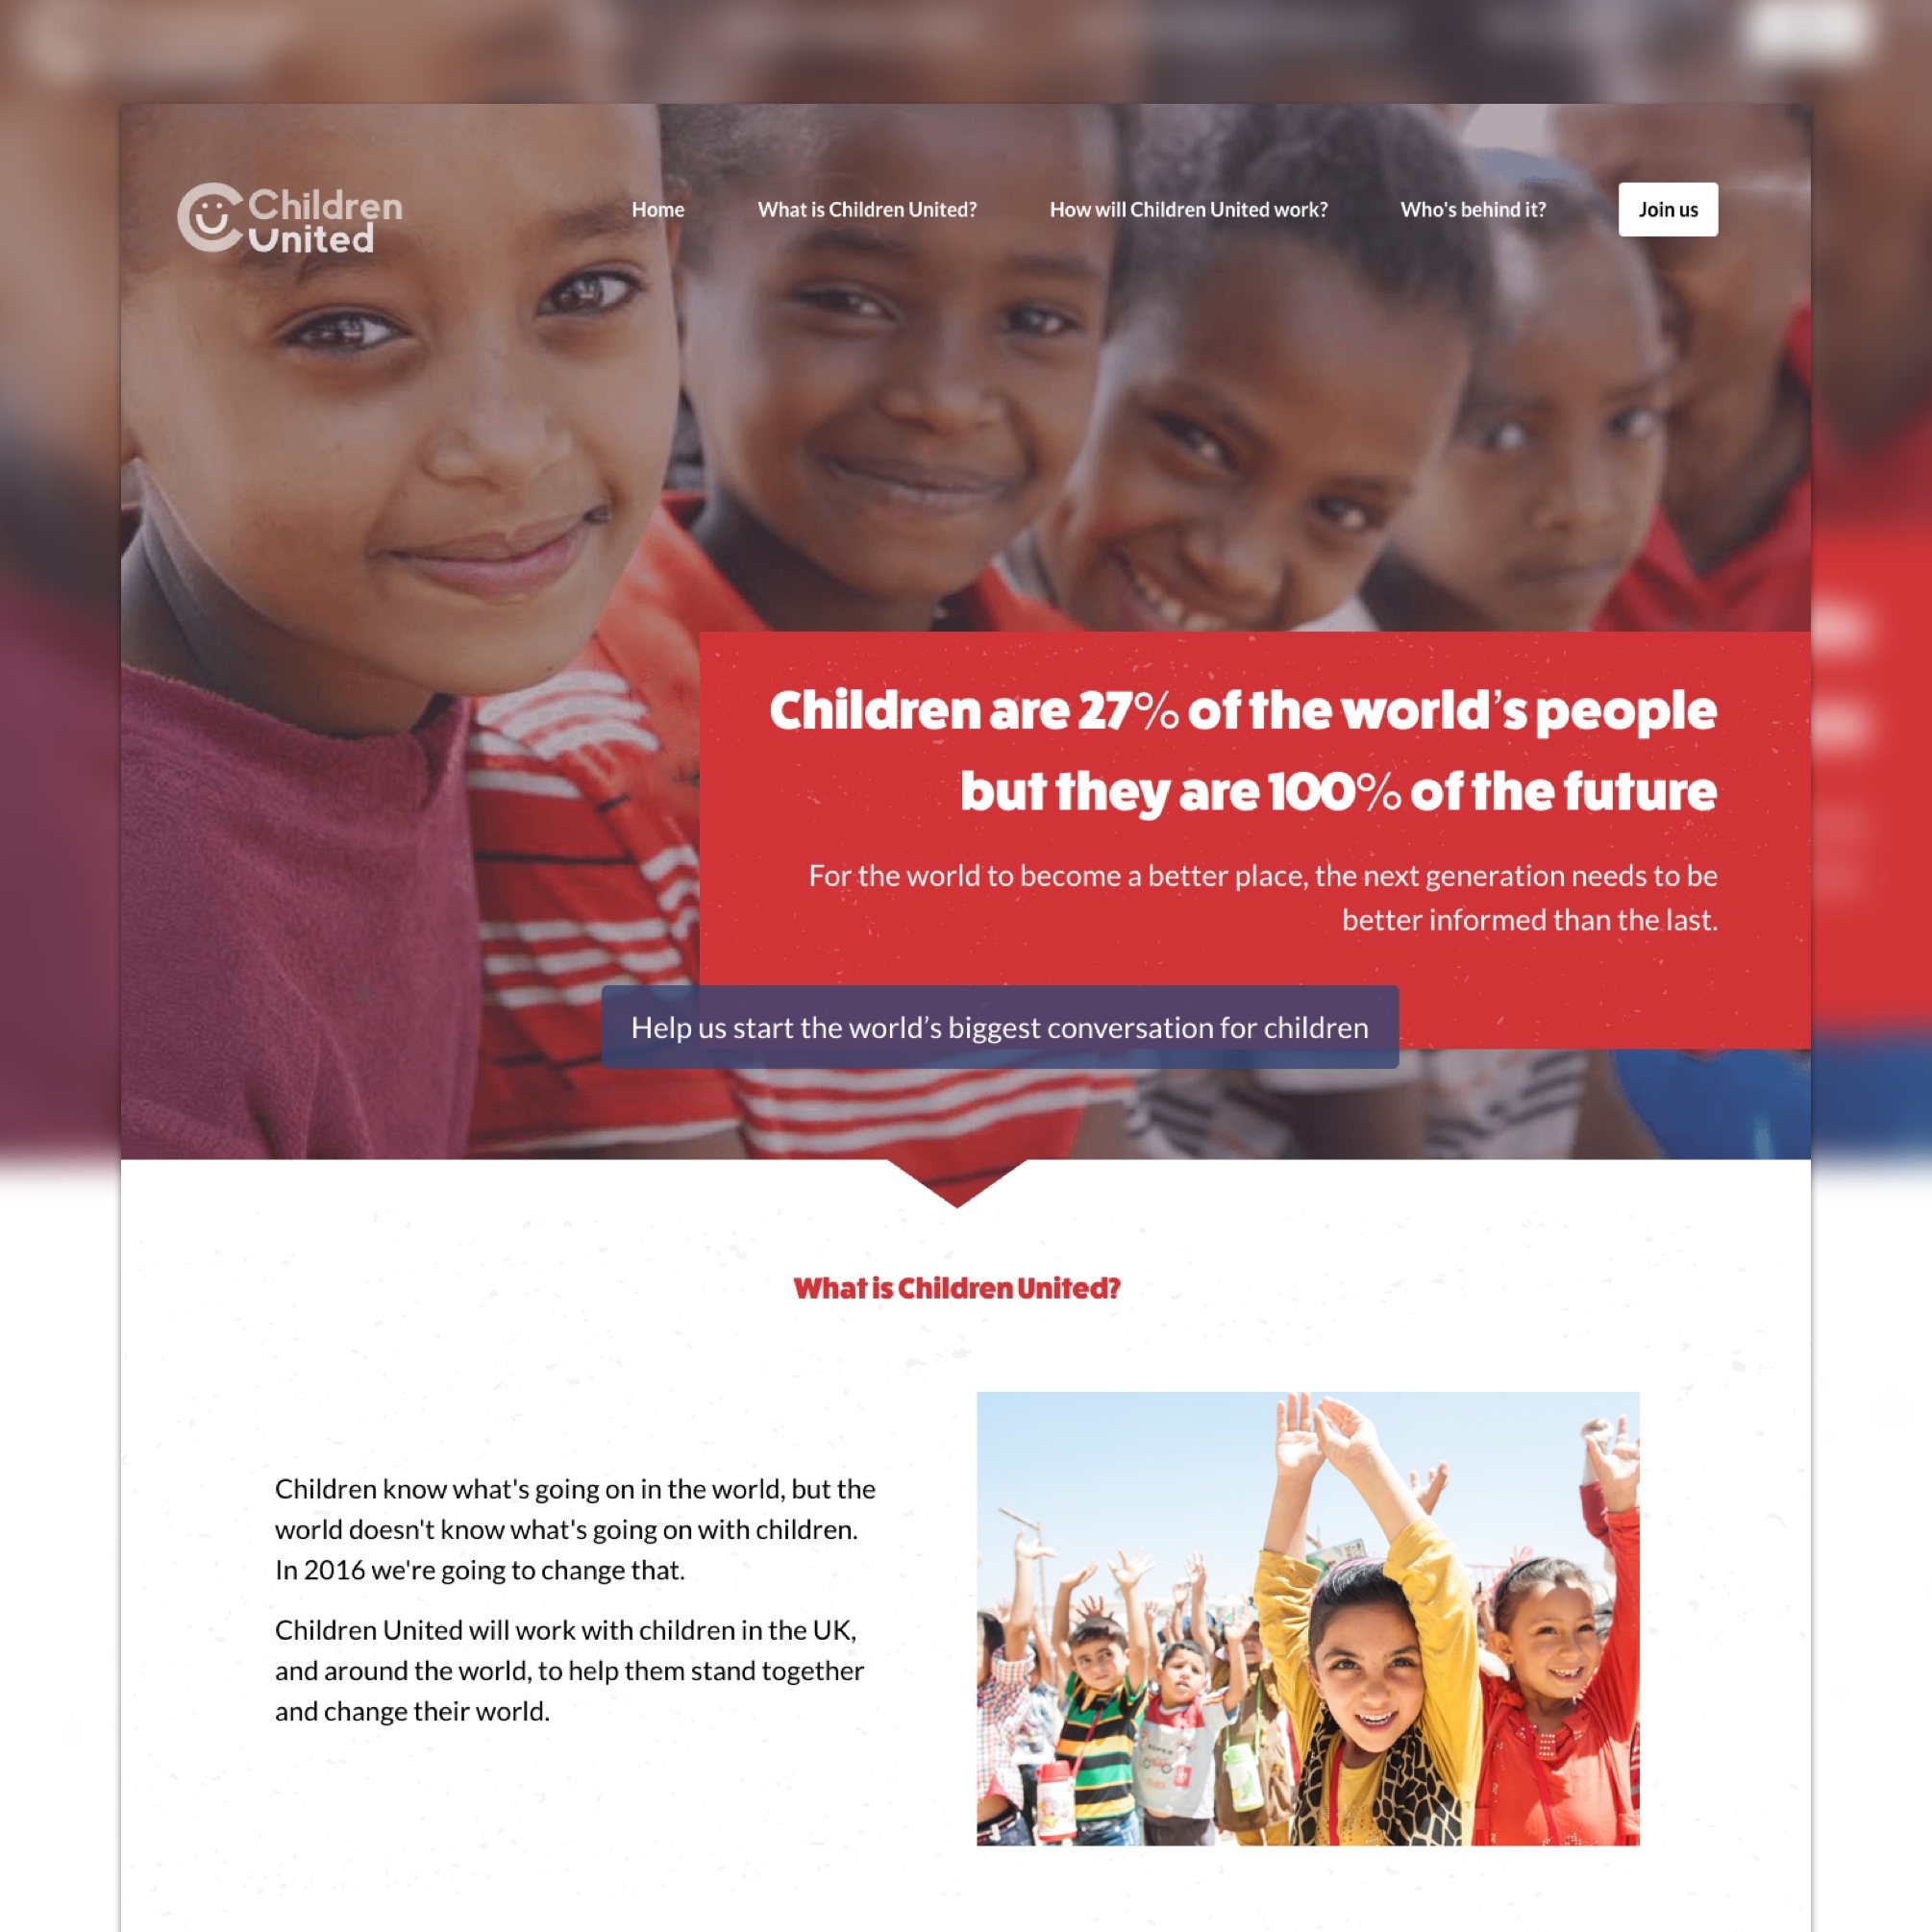 Children
United
Home
What is Children United?
How will Children United work?
Who's behind it?
Join us
Children are 27% of the world's people
but they are 100% of the future
For the world to become a better place, the next generation needs to be
better informed than the last.
Help us start the world's biggest conversation for children
What is Children United?
Children know what's going on in the world, but the
world doesn't know what's going on with children.
In 2016 we're going to change that.
Children United will work with children in the UK,
and around the world, to help them stand together
and change their world.